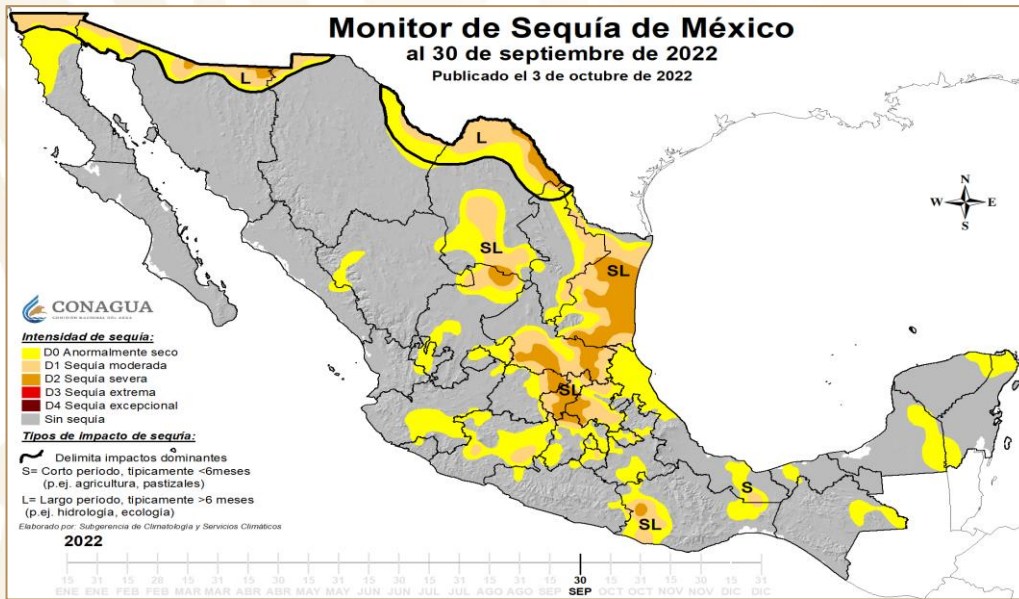 Monitor de Sequía de México
al 30 de septiembre de 2022
Publicado el 3 de octubre de 2022
N
W E
S
L
L
SL
SL
SL
S
SL
CONAGUA
COMISIÓN NACIONAL DEL AGUA
Intensidad de sequía:
D0 Anormalmente seco
D1 Sequía moderada
D2 Sequía severa
D3 Sequía extrema
D4 Sequía excepcional
Sin sequía
Tipos de impacto de sequía:
Delimita impactos dominantes
S= Corto período, típicamente <6meses
(p.ej. agricultura, pastizales)
L= Largo período, típicamente >6 meses
(p.ej. hidrología, ecología)
Elaborado por: Subgerencia de Climatología y Servicios Climáticos
2022
15 31 15 28 15 31 15 30 15 31 15 30 15 31 15 31 15 30 15 31 15 30 15 31
ENE ENE FEB FEB MAR MAR ABR ABR MAY MAY JUN JUN JUL JUL AGO AGO SEP SEP OCT OCT NOV NOV DIC DIC